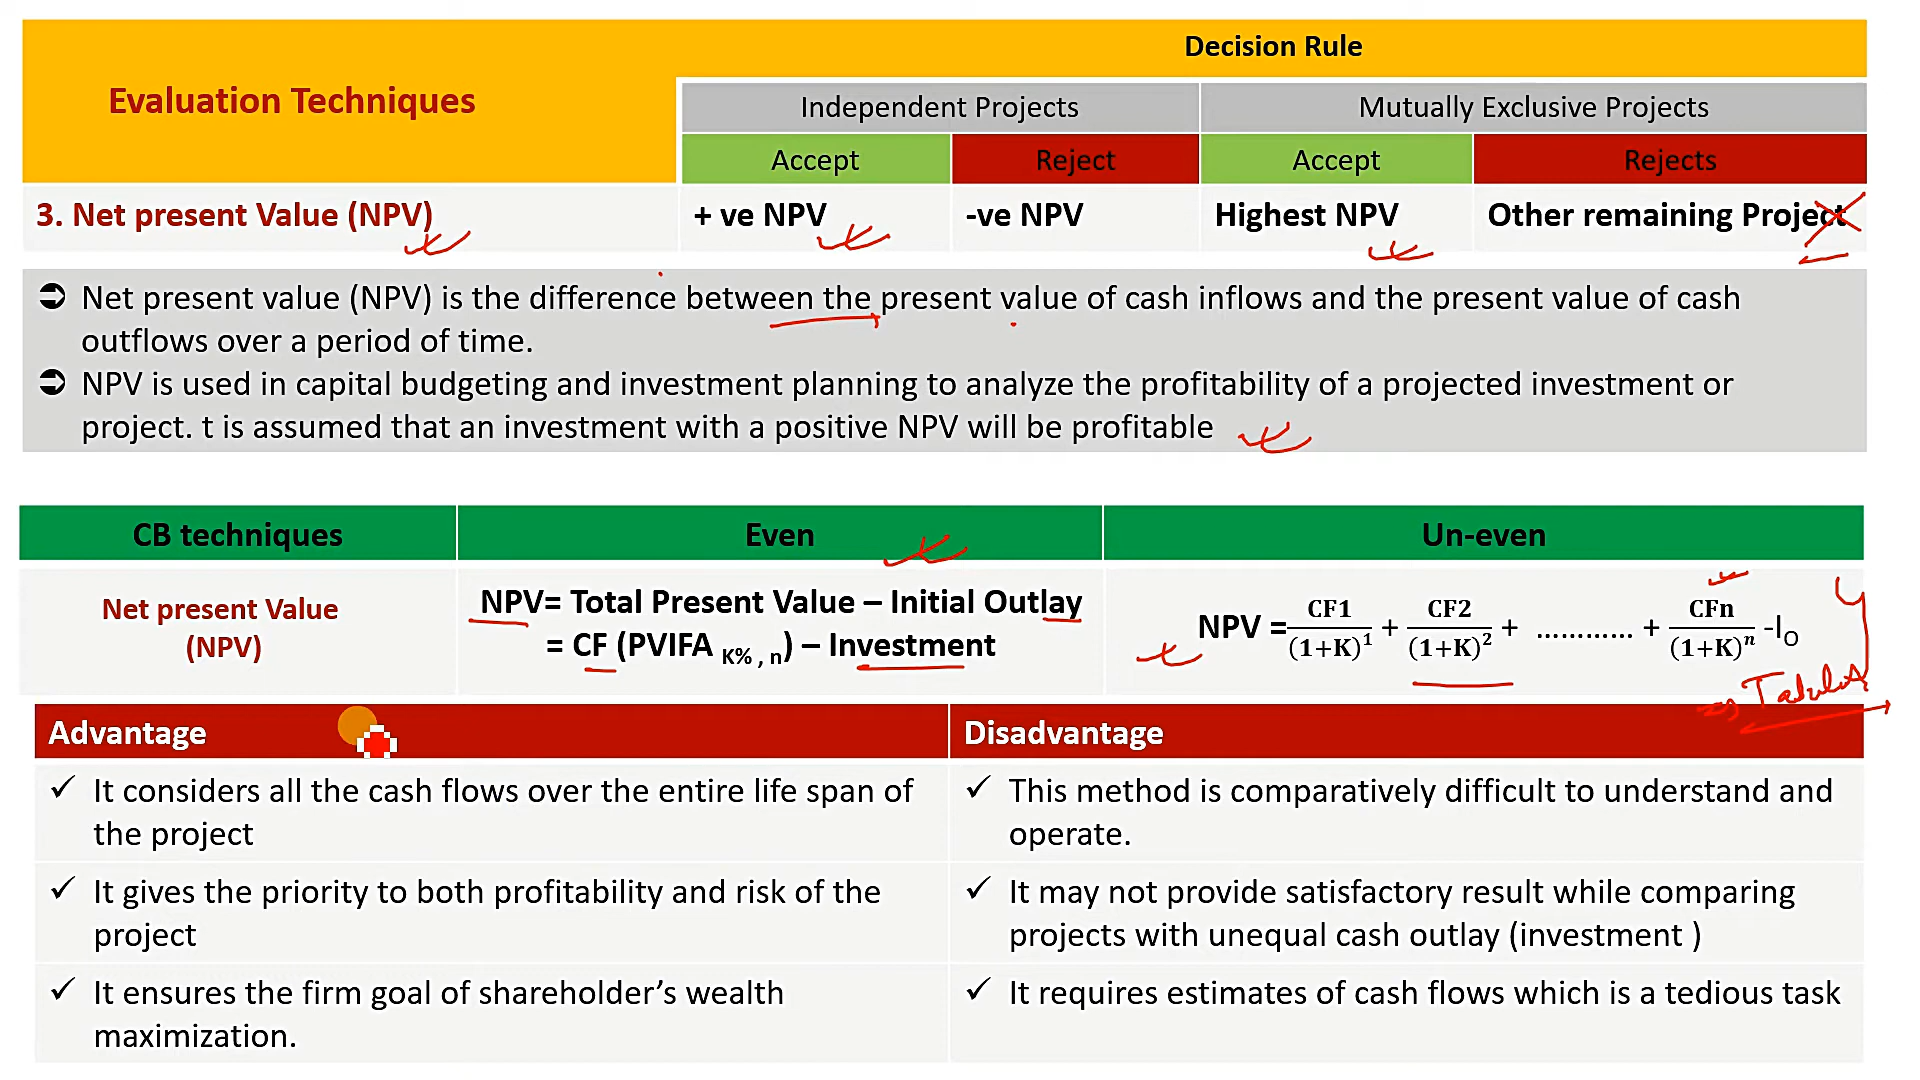 Decision Rule
Evaluation Techniques
Independent Projects
Mutually Exclusive Projects
Accept
Reject
Accept
Rejects
3. Net present Value (NPV)
+ ve NPV
-ve NPV
Highest NPV
Other remaining Project
Net present value (NPV) is the difference between the present value of cash inflows and the present value of cash
outflows over a period of time.
NPV is used in capital budgeting and investment planning to analyze the profitability of a projected investment or
project. t is assumed that an investment with a positive NPV will be profitable
CB techniques
Even
Un-even
Net present Value
(NPV)
NPV= Total Present Value – Initial Outlay
= CF (PVIFA K% , n) – Investment
NPV = CF1/(1+K)^1 + CF2/(1+K)^2 + ............. + CFn/(1+K)^n -I_O
Advantage
Disadvantage
✓ It considers all the cash flows over the entire life span of
the project
✓ This method is comparatively difficult to understand and
operate.
✓ It gives the priority to both profitability and risk of the
project
✓ It may not provide satisfactory result while comparing
projects with unequal cash outlay (investment )
✓ It ensures the firm goal of shareholder’s wealth
maximization.
✓ It requires estimates of cash flows which is a tedious task